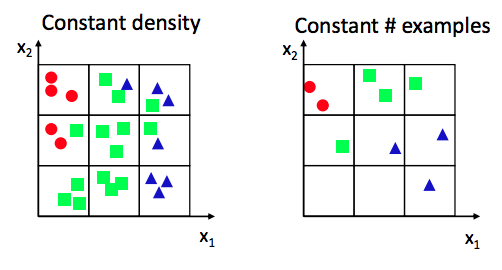 Constant density
x2
x1
Constant # examples
x2
x1